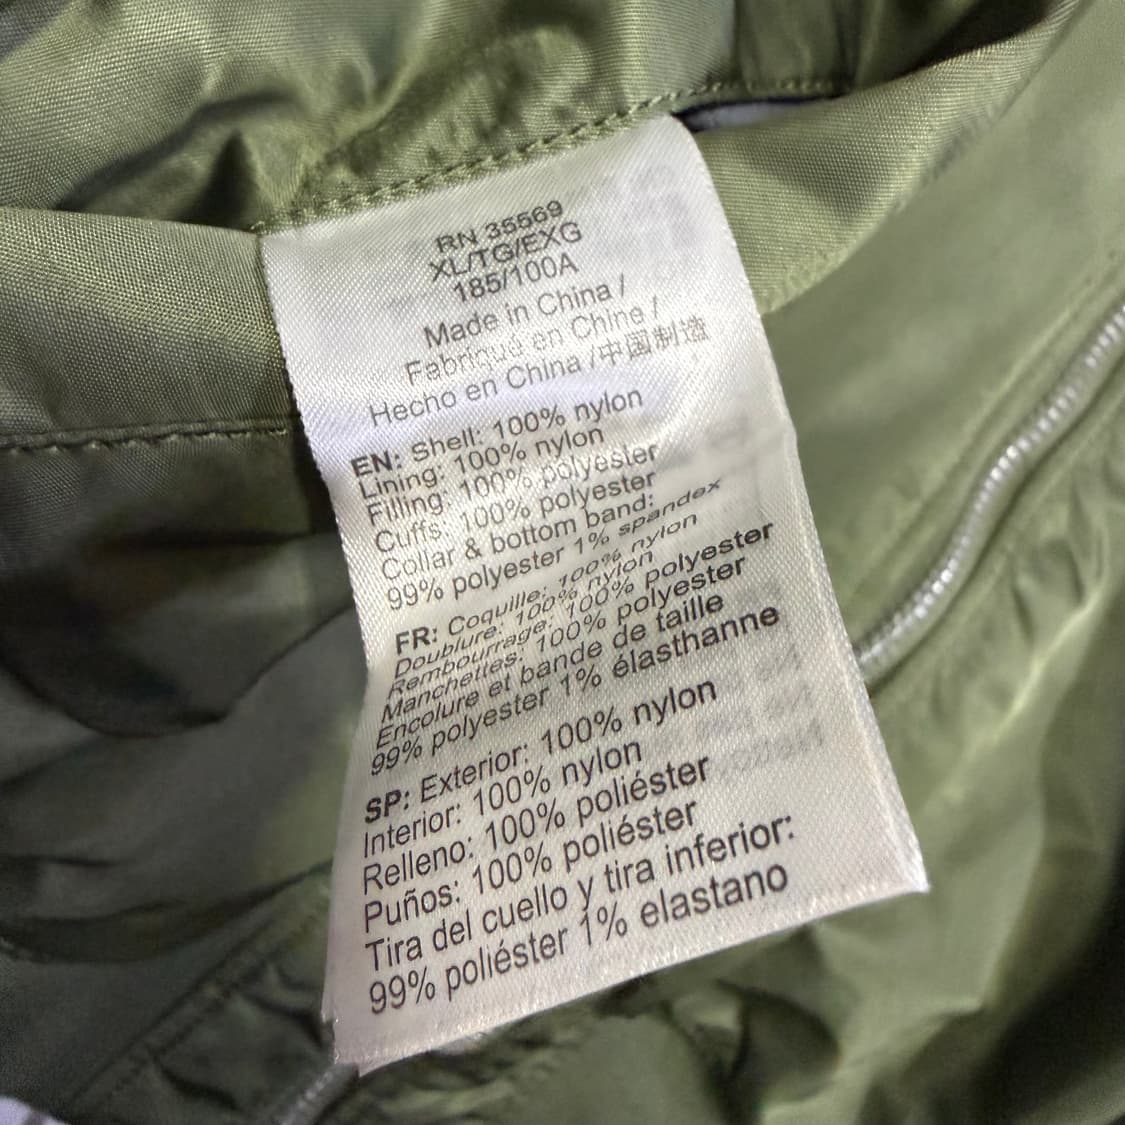 RN 35569
XL/TG/EXG
185/100A
Made in China /
Fabriqué en Chine /
Hecho en China / 中国制造
EN: Shell: 100% nylon
Lining: 100% nylon
Filling: 100% polyester
Cuffs: 100% polyester
Collar & bottom band:
99% polyester 1% spandex
FR: Coquille: 100% nylon
Doublure: 100% nylon
Rembourrage: 100% polyester
Manchettes: 100% polyester
Encolure et bande de taille
99% polyester 1% élasthanne
SP: Exterior: 100% nylon
Interior: 100% nylon
Relleno: 100% poliéster
Puños: 100% poliéster
Tira del cuello y tira inferior:
99% poliéster 1% elastano